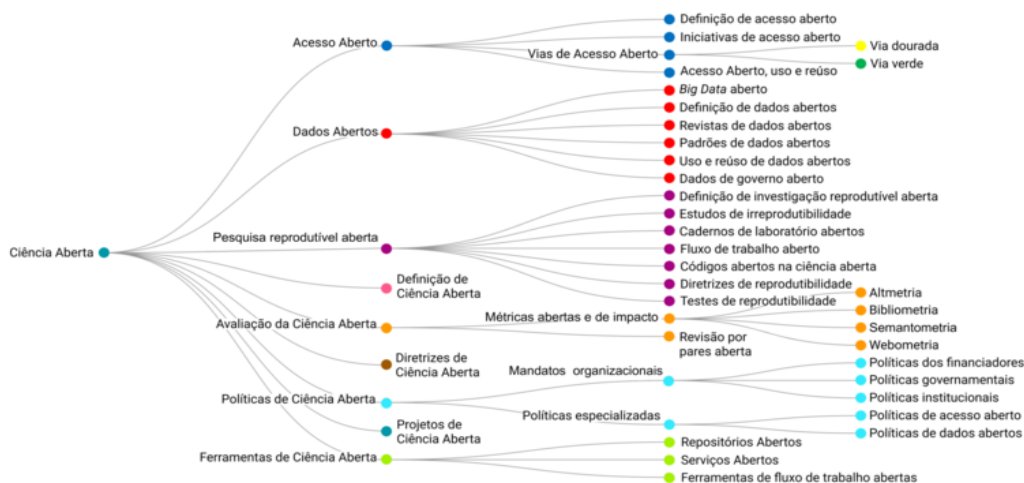 Definição de acesso aberto
Iniciativas de acesso aberto
Acesso Aberto
Vias de Acesso Aberto
Via dourada
Via verde
Acesso Aberto, uso e reúso
Big Data aberto
Definição de dados abertos
Revistas de dados abertos
Dados Abertos
Padrões de dados abertos
Uso e reúso de dados abertos
Dados de governo aberto
Definição de investigação reprodutível aberta
Estudos de irreprodutibilidade
Cadernos de laboratório abertos
Pesquisa reprodutível aberta
Fluxo de trabalho aberto
Ciência Aberta
Códigos abertos na ciência aberta
Diretrizes de reprodutibilidade
Testes de reprodutibilidade
Definição de
Ciência Aberta
Altmetria
Bibliometria
Avaliação da Ciência Aberta
Métricas abertas e de impacto
Semantometria
Webometria
Revisão por
pares aberta
Diretrizes de
Ciência Aberta
Mandatos organizacionais
Políticas dos financiadores
Políticas governamentais
Políticas institucionais
Políticas de Ciência Aberta
Políticas especializadas
Políticas de acesso aberto
Políticas de dados abertos
Projetos de
Ciência Aberta
Ferramentas de Ciência Aberta
Repositórios Abertos
Serviços Abertos
Ferramentas de fluxo de trabalho abertas